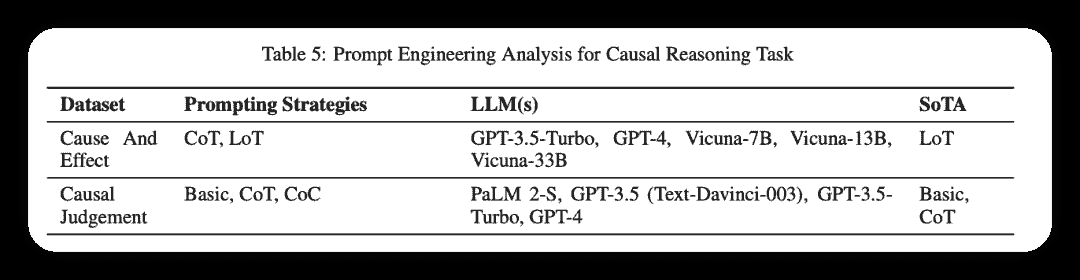 Table 5: Prompt Engineering Analysis for Causal Reasoning Task
Dataset Prompting Strategies LLM(s) SoTA
Cause And CoT, LoT GPT-3.5-Turbo, GPT-4, Vicuna-7B, Vicuna-13B, LoT
Effect Vicuna-33B
Causal Basic, CoT, CoC PaLM 2-S, GPT-3.5 (Text-Davinci-003), GPT-3.5- Basic,
Judgement Turbo, GPT-4 CoT